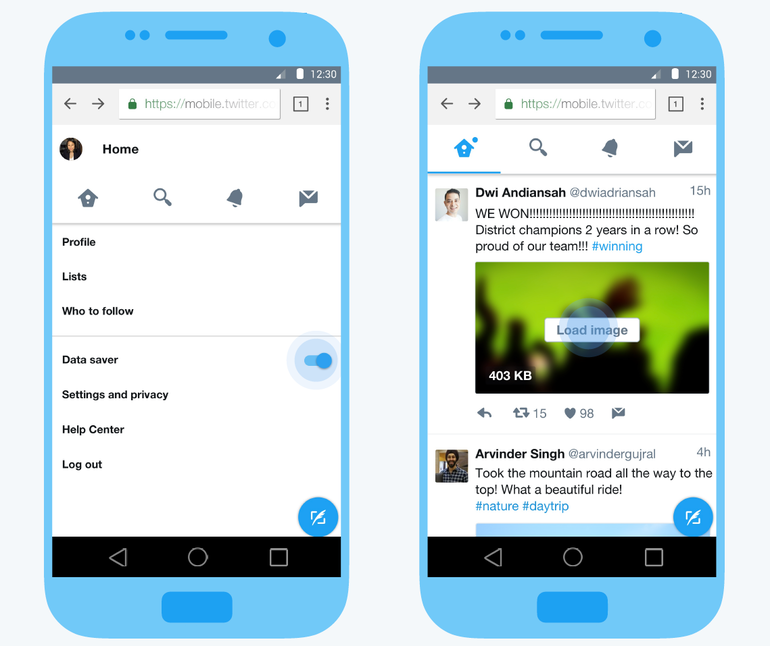 12:30
https://mobile.twitter.co
1
Home
Profile
Lists
Who to follow
Data saver
Settings and privacy
Help Center
Log out
12:30
https://mobile.twitter.co
1
Dwi Andiansah @dwiadriansah 15h
WE WON!!!!!!!!!!!!!!!!!!!!!!!!!!!!!!!!!!!!!!!!!!!!!!!!!!
District champions 2 years in a row! So
proud of our team!!! #winning
Load image
403 KB
15 98
Arvinder Singh @arvindergujral 4h
Took the mountain road all the way to the
top! What a beautiful ride!
#nature #daytrip